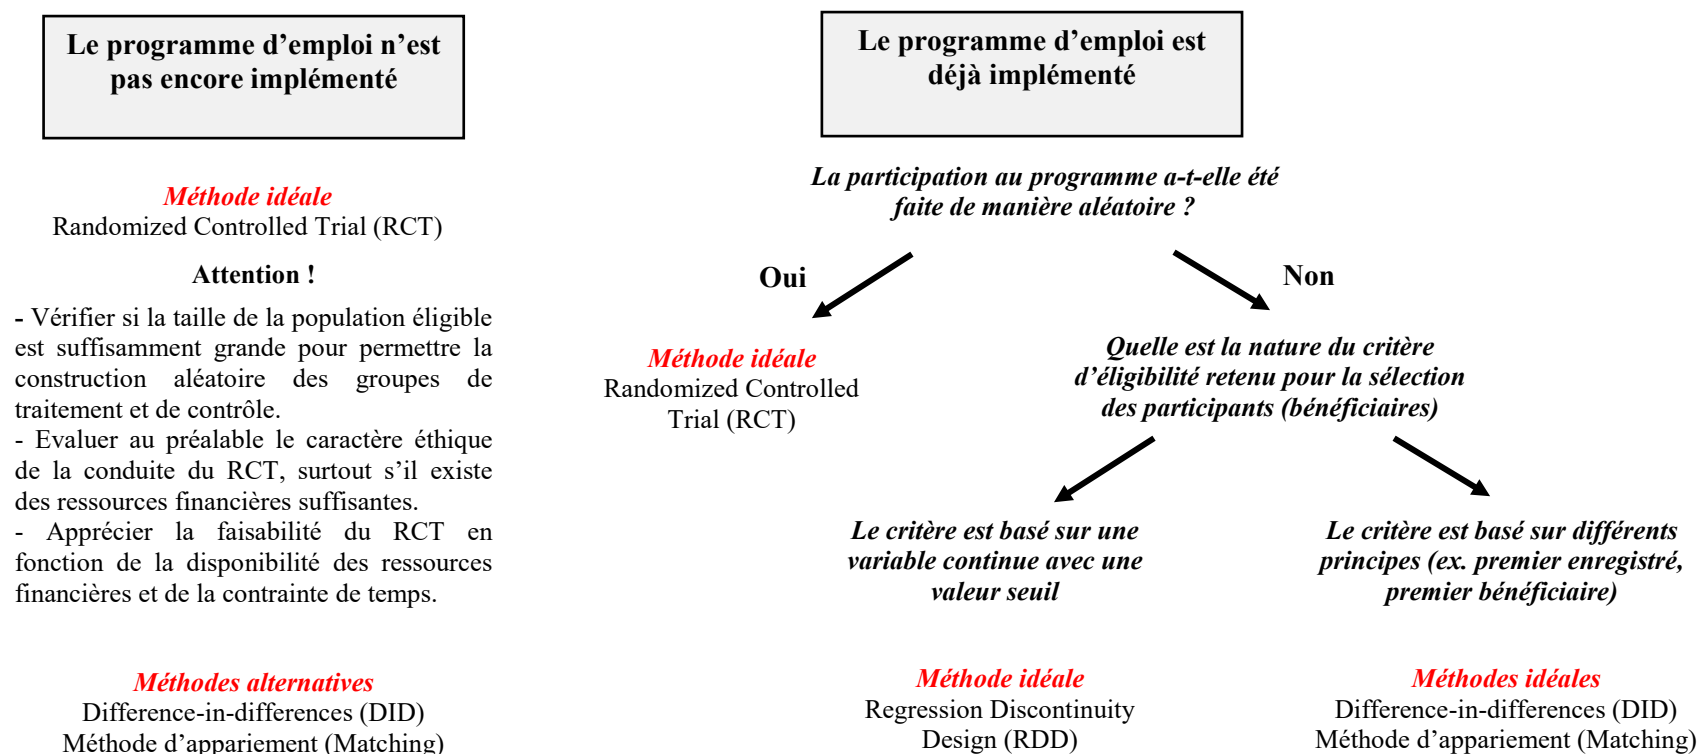 Le programme d’emploi n’est
pas encore implémenté
Méthode idéale
Randomized Controlled Trial (RCT)
Attention !
- Vérifier si la taille de la population éligible
est suffisamment grande pour permettre la
construction aléatoire des groupes de
traitement et de contrôle.
- Evaluer au préalable le caractère éthique
de la conduite du RCT, surtout s’il existe
des ressources financières suffisantes.
- Apprécier la faisabilité du RCT en
fonction de la disponibilité des ressources
financières et de la contrainte de temps.
Méthodes alternatives
Difference-in-differences (DID)
Méthode d’appariement (Matching)
Le programme d’emploi est
déjà implémenté
La participation au programme a-t-elle été
faite de manière aléatoire ?
Oui
Non
Méthode idéale
Randomized Controlled
Trial (RCT)
Quelle est la nature du critère
d’éligibilité retenu pour la sélection
des participants (bénéficiaires)
Le critère est basé sur une
variable continue avec une
valeur seuil
Le critère est basé sur différents
principes (ex. premier enregistré,
premier bénéficiaire)
Méthode idéale
Regression Discontinuity
Design (RDD)
Méthodes idéales
Difference-in-differences (DID)
Méthode d’appariement (Matching)